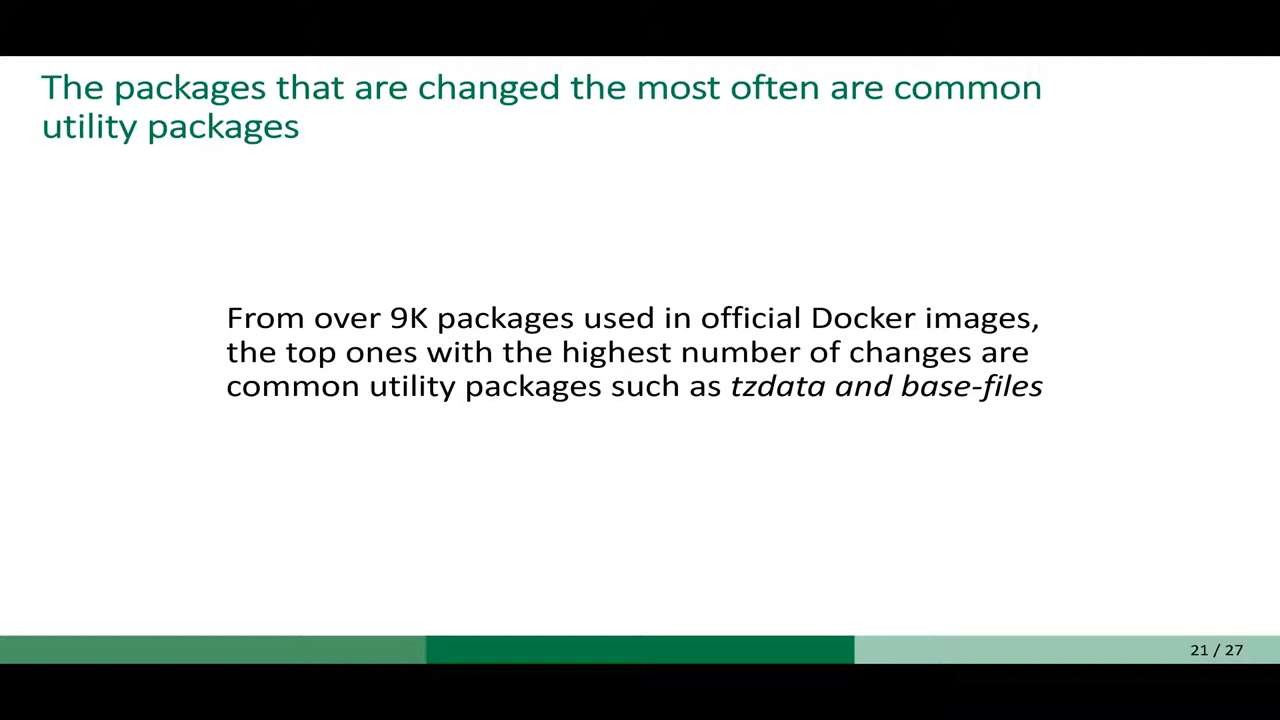 The packages that are changed the most often are common
utility packages
From over 9K packages used in official Docker images,
the top ones with the highest number of changes are
common utility packages such as tzdata and base-files
21 / 27